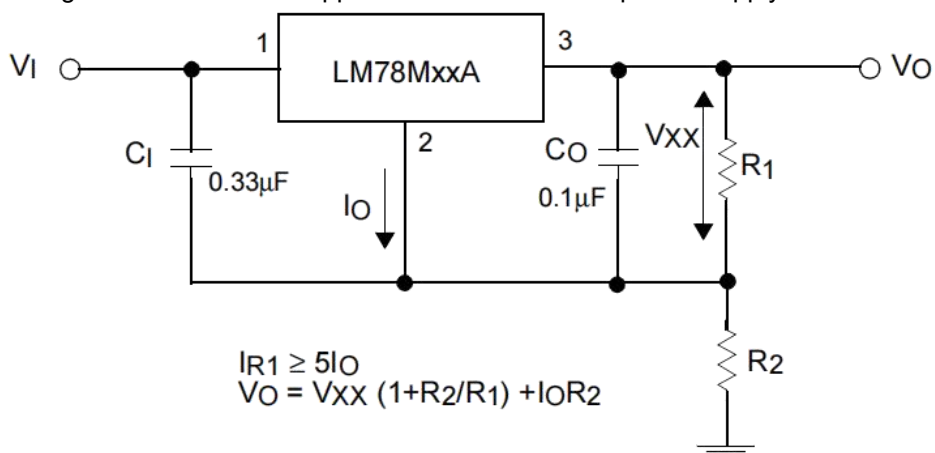 1
3
VI
LM78MxxA
VO
2
CI
0.33μF
IO
CO
0.1μF
VXX
R1
IR1 ≥ 5IO
VO = VXX (1+R2/R1) +IOR2
R2